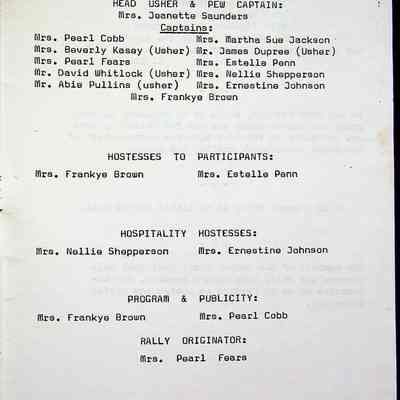 HEAD USHER & PEW CAPTAIN:
Mrs. Jeanette Saunders
Captains:
Mrs. Pearl Cobb Mrs. Martha Sue Jackson
Mrs. Beverly Kasey (Usher) Mr. James Dupree (Usher)
Mrs. Pearl Fears Mrs. Estelle Penn
Mr. David Whitlock (Usher) Mrs. Nellie Shepperson
Mr. Abie Pullins (usher) Mrs. Ernestine Johnson
Mrs. Frankye Brown
HOSTESSES TO PARTICIPANTS:
Mrs. Frankye Brown Mrs. Estelle Penn
HOSPITALITY HOSTESSES:
Mrs. Nellie Shepperson Mrs. Ernestine Johnson
PROGRAM & PUBLICITY:
Mrs. Frankye Brown Mrs. Pearl Cobb
RALLY ORIGINATOR:
Mrs. Pearl Fears